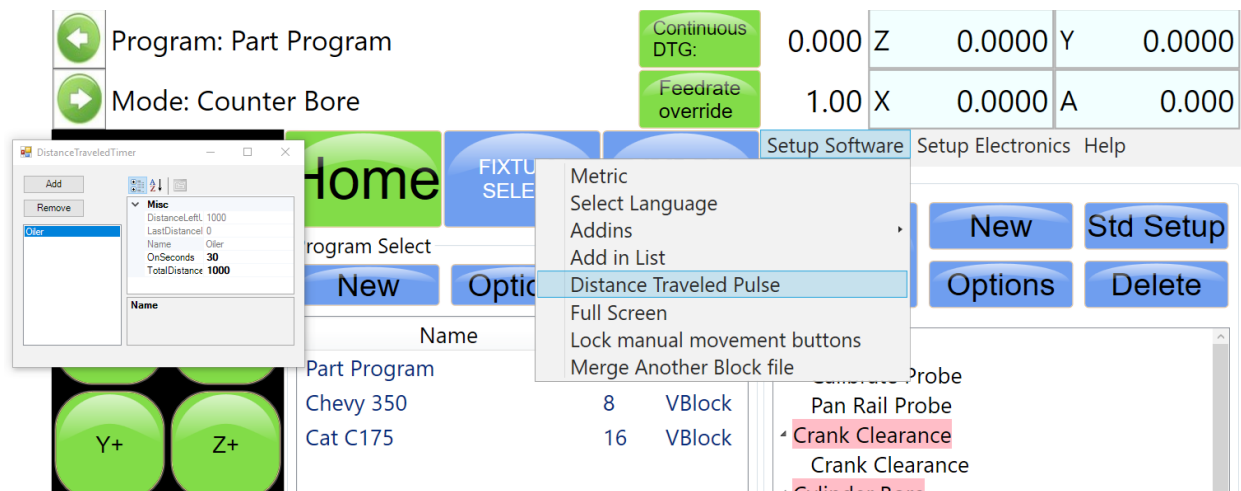 Program: Part Program
Continuous
DTG:
0.000 Z 0.0000 Y 0.0000
Mode: Counter Bore
Feedrate
override
1.00 X 0.0000 A 0.000
Setup Software Setup Electronics Help
DistanceTraveledTimer
Add
Remove
Oiler
Misc
DistanceLeftU 1000
LastDistanceI 0
Name Oiler
OnSeconds 30
TotalDistance 1000
Name
Home
FIXTU
SELE
Metric
Select Language
Addins
Add in List
Distance Traveled Pulse
Full Screen
Lock manual movement buttons
Merge Another Block file
rogram Select
New Optio
New Std Setup
Options Delete
Name
Part Program
Chevy 350 8 VBlock
Cat C175 16 VBlock
Y+ Z+
Calibrate Probe
Pan Rail Probe
Crank Clearance
Crank Clearance
Cylinder Bore